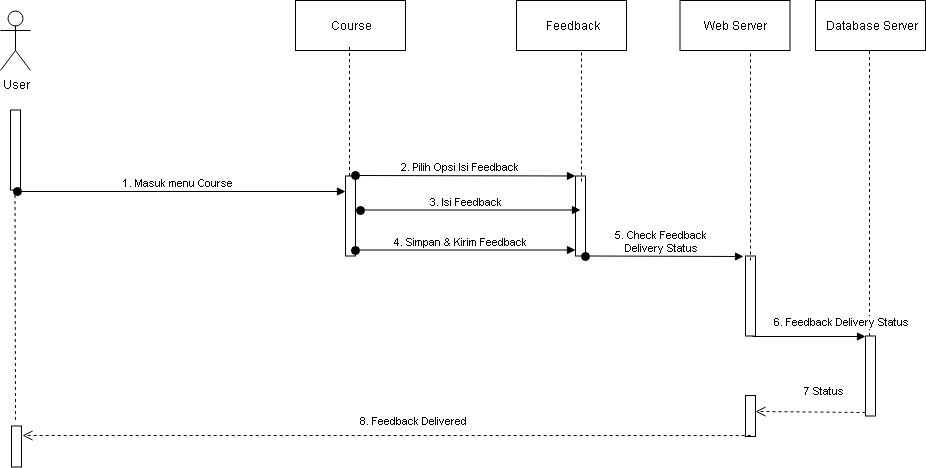 Course
Feedback
Web Server
Database Server
User
2. Pilih Opsi Isi Feedback
1. Masuk menu Course
3. Isi Feedback
4. Simpan & Kirim Feedback
5. Check Feedback
Delivery Status
6. Feedback Delivery Status
7 Status
8. Feedback Delivered